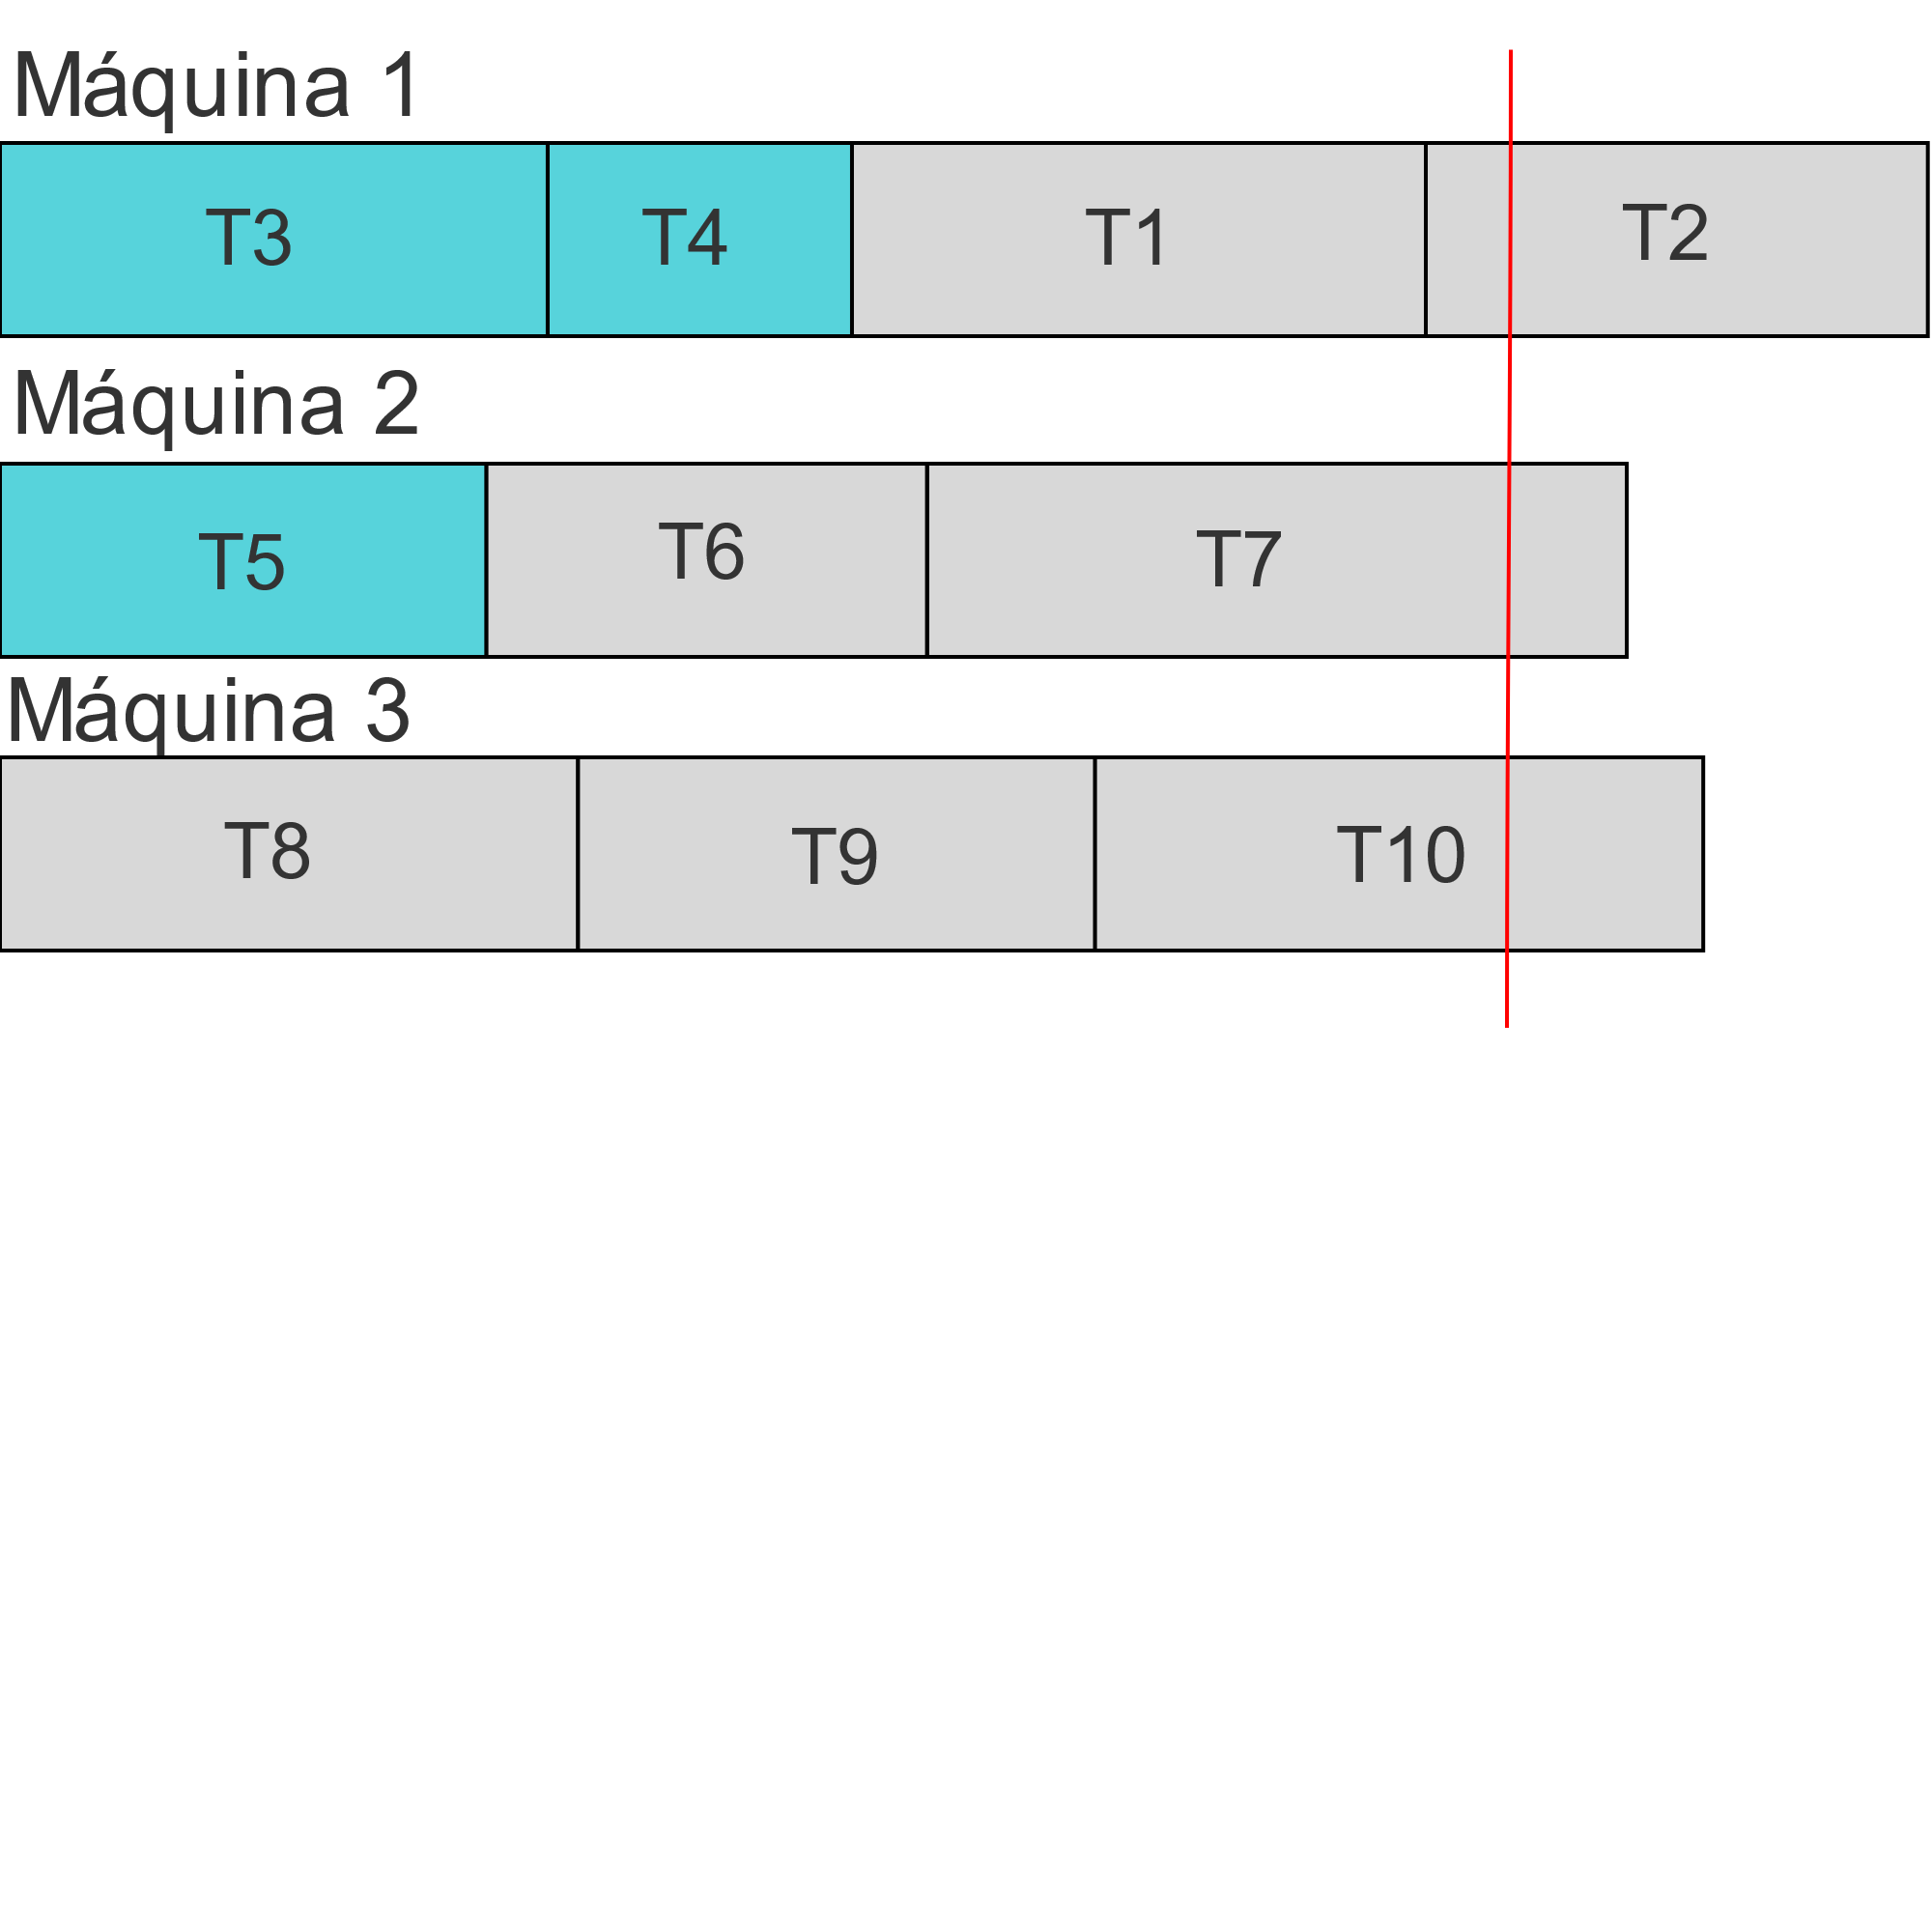 Máquina 1
T3 T4 T1 T2
Máquina 2
T5 T6 T7
Máquina 3
T8 T9 T10